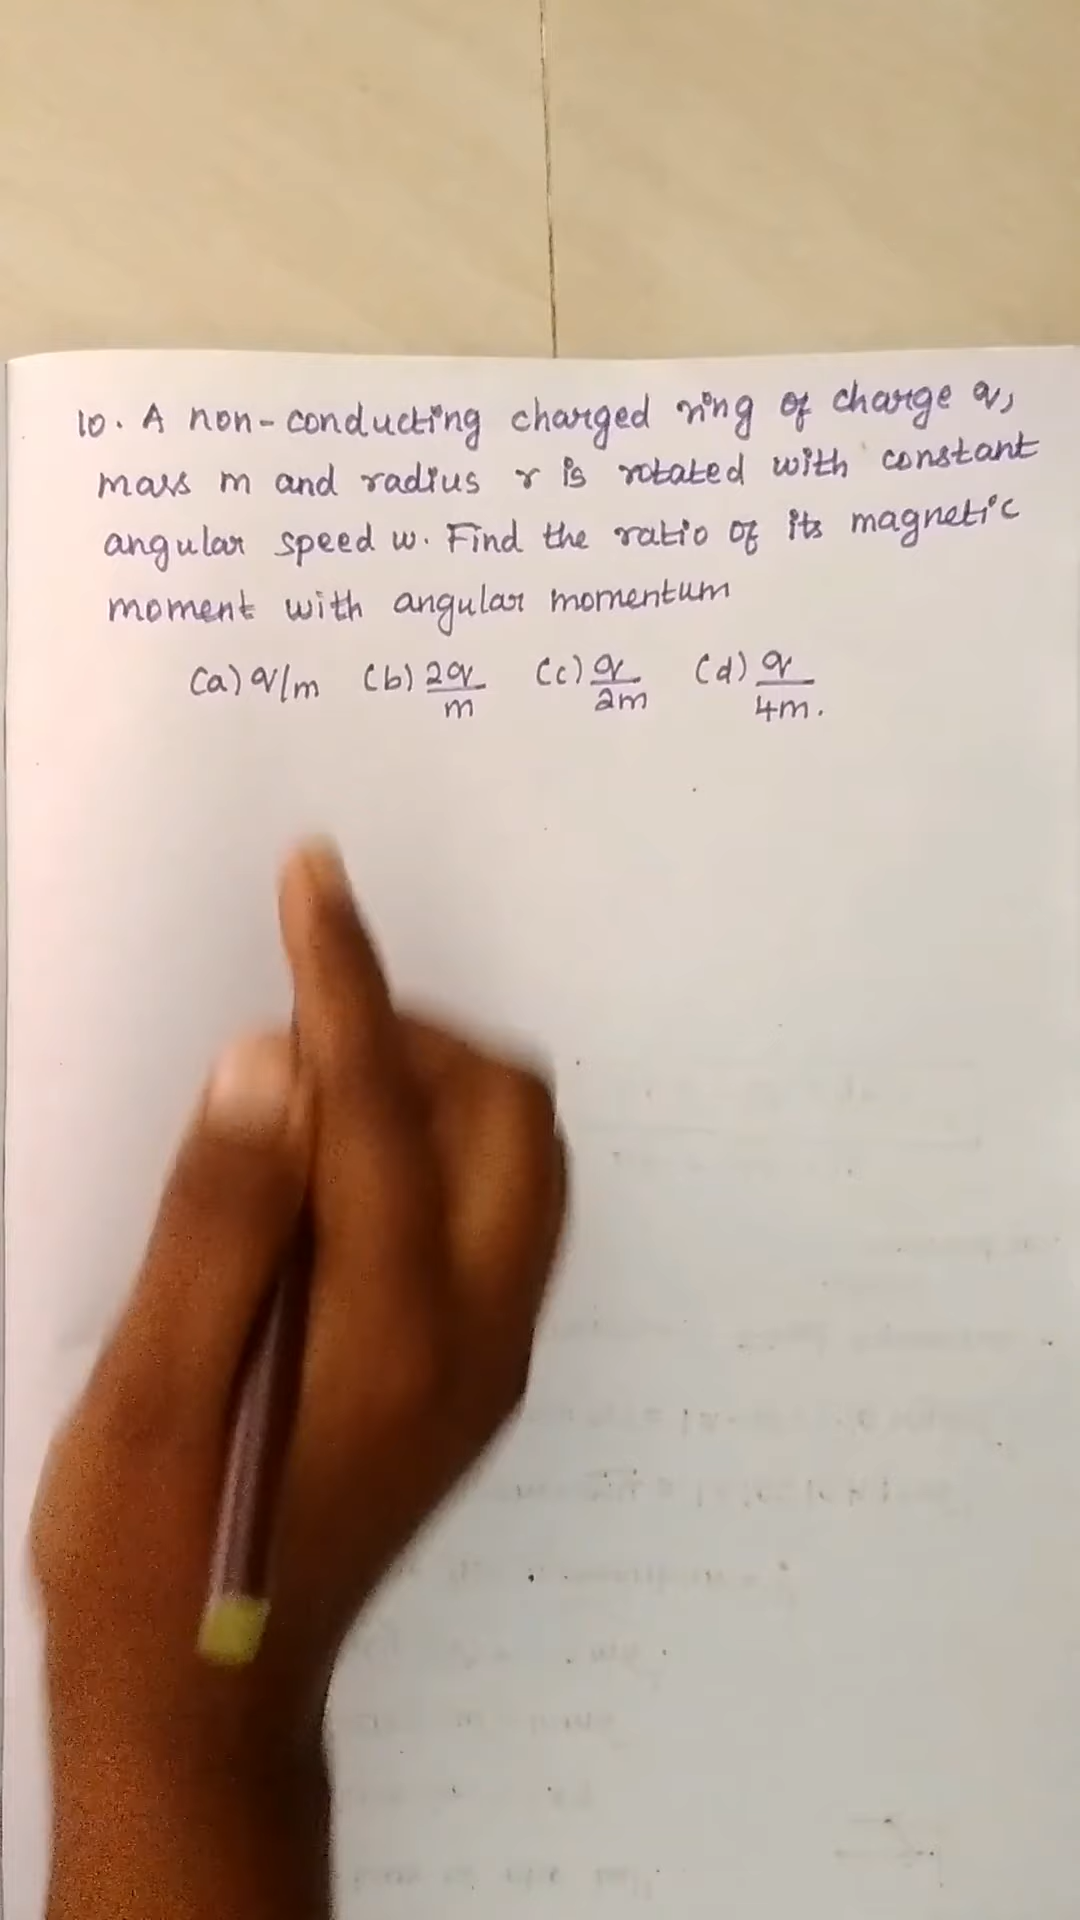 10. A non-conducting charged ring of charge q,
mass m and radius r is rotated with constant
angular speed w. Find the ratio of its magnetic
moment with angular momentum
(a) q/m (b) 2q/m (c) q/2m (d) q/4m.